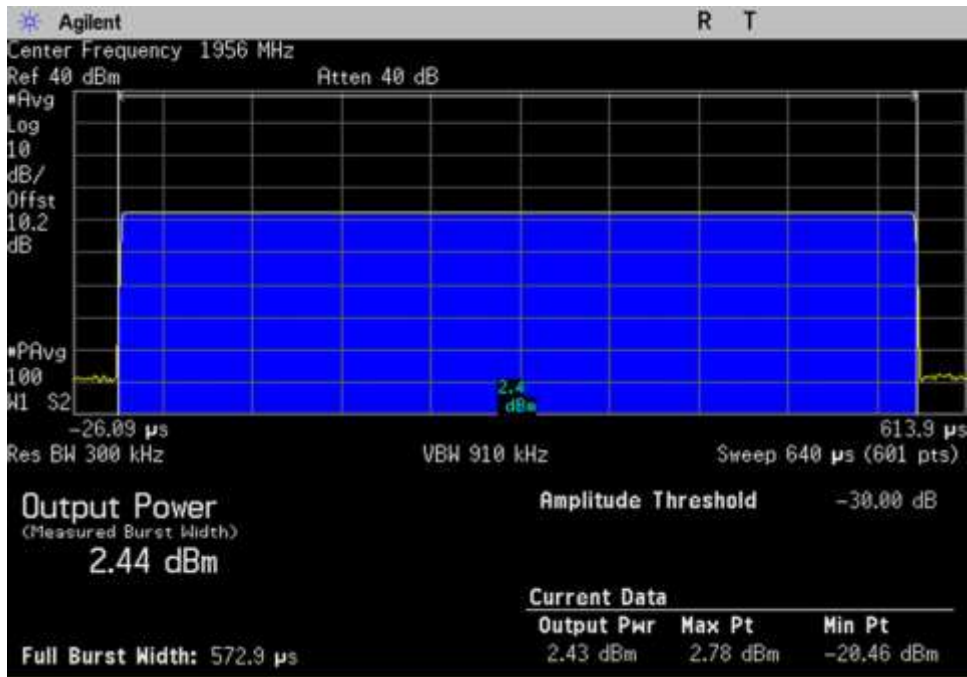 Agilent R T
Center Frequency 1956 MHz
Ref 40 dBm Atten 40 dB
*Avg
Log
10
dB/
Offst
10.2
dB
*PAvg
100
W1 S2
2.4
dBm
-26.09 µs 613.9 µs
Res BW 300 kHz VBW 910 kHz Sweep 640 µs (601 pts)
Output Power Amplitude Threshold -30.00 dB
(Measured Burst Width)
2.44 dBm
Current Data
Output Pwr Max Pt Min Pt
Full Burst Width: 572.9 µs 2.43 dBm 2.78 dBm -20.46 dBm